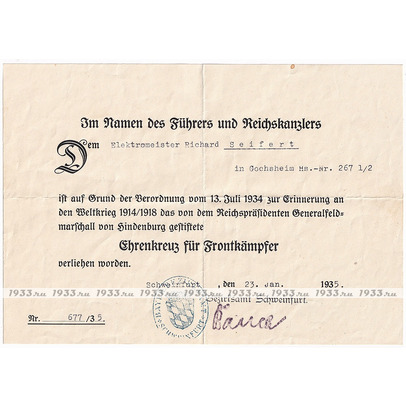 Im Namen des Führers und Reichskanzlers
Dem Elektromeister Richard Seifert
in Gochsheim Hs.-Nr. 267 1/2
ist auf Grund der Verordnung vom 13. Juli 1934 zur Erinnerung an
den Weltkrieg 1914/1918 das von dem Reichspräsidenten Generalfeld-
marschall von Hindenburg gestiftete
Ehrenkreuz für Frontkämpfer
verliehen worden.
Schweinfurt, den 23. Jan. 1935.
1933.ru 1933.ru 1933.ru 1933.ru 1933.ru 1933.ru 1933.ru
Bezirksamt Schweinfurt.
Nr. 677 /35.